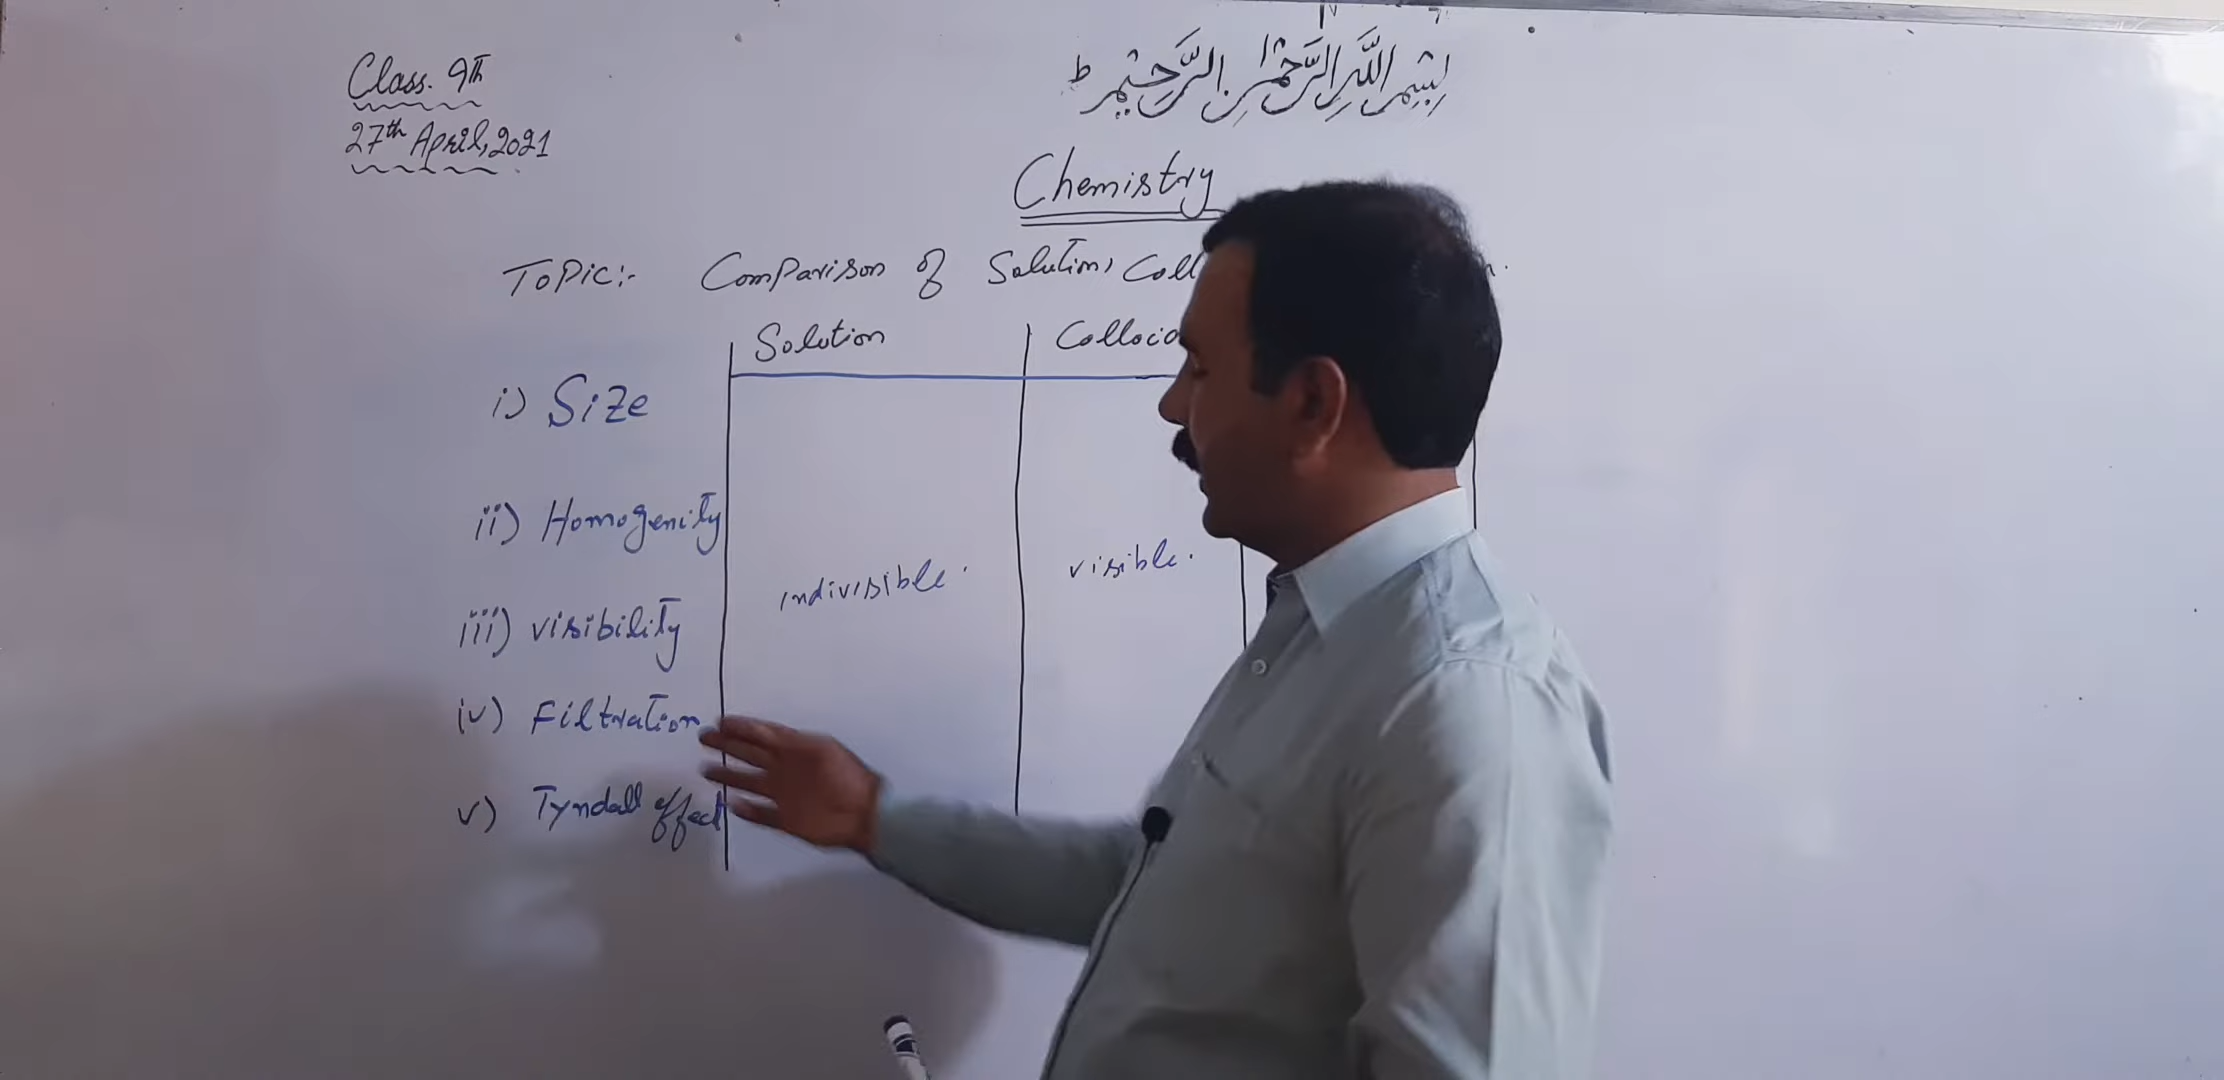 Class. 9th
27th April, 2021
بِسْمِ اللَّهِ الرَّحْمٰنِ الرَّحِيْمِ ط
Chemistry
Topic:- Comparison of Solution, Coll
Solution Colloid
i) Size
ii) Homogenity
iii) visibility indivisible. visible.
iv) Filtration
v) Tyndall effect